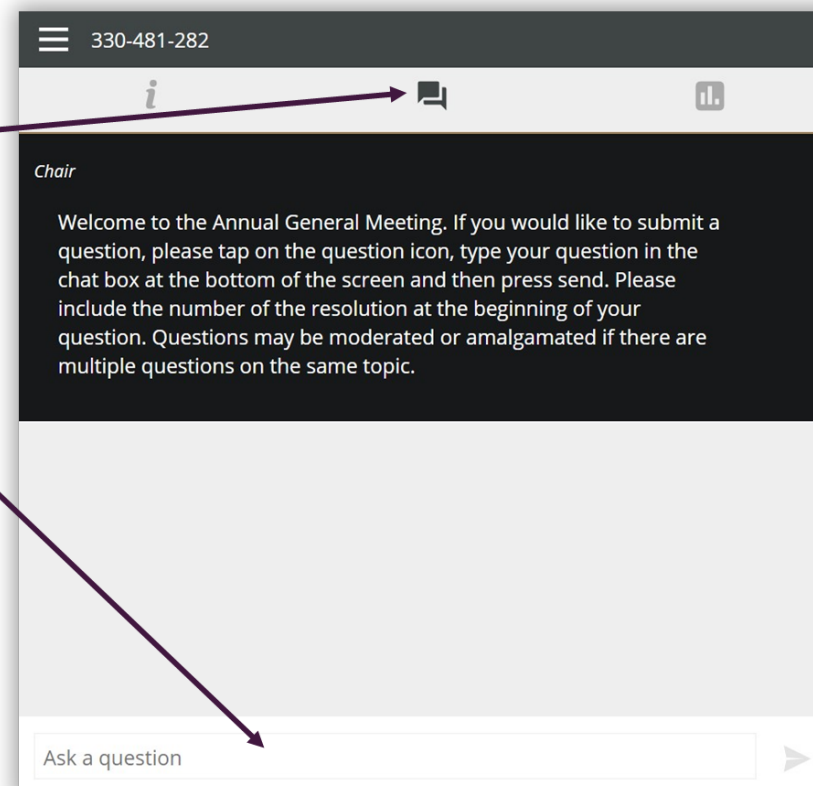 330-481-282
Chair
Welcome to the Annual General Meeting. If you would like to submit a
question, please tap on the question icon, type your question in the
chat box at the bottom of the screen and then press send. Please
include the number of the resolution at the beginning of your
question. Questions may be moderated or amalgamated if there are
multiple questions on the same topic.
Ask a question